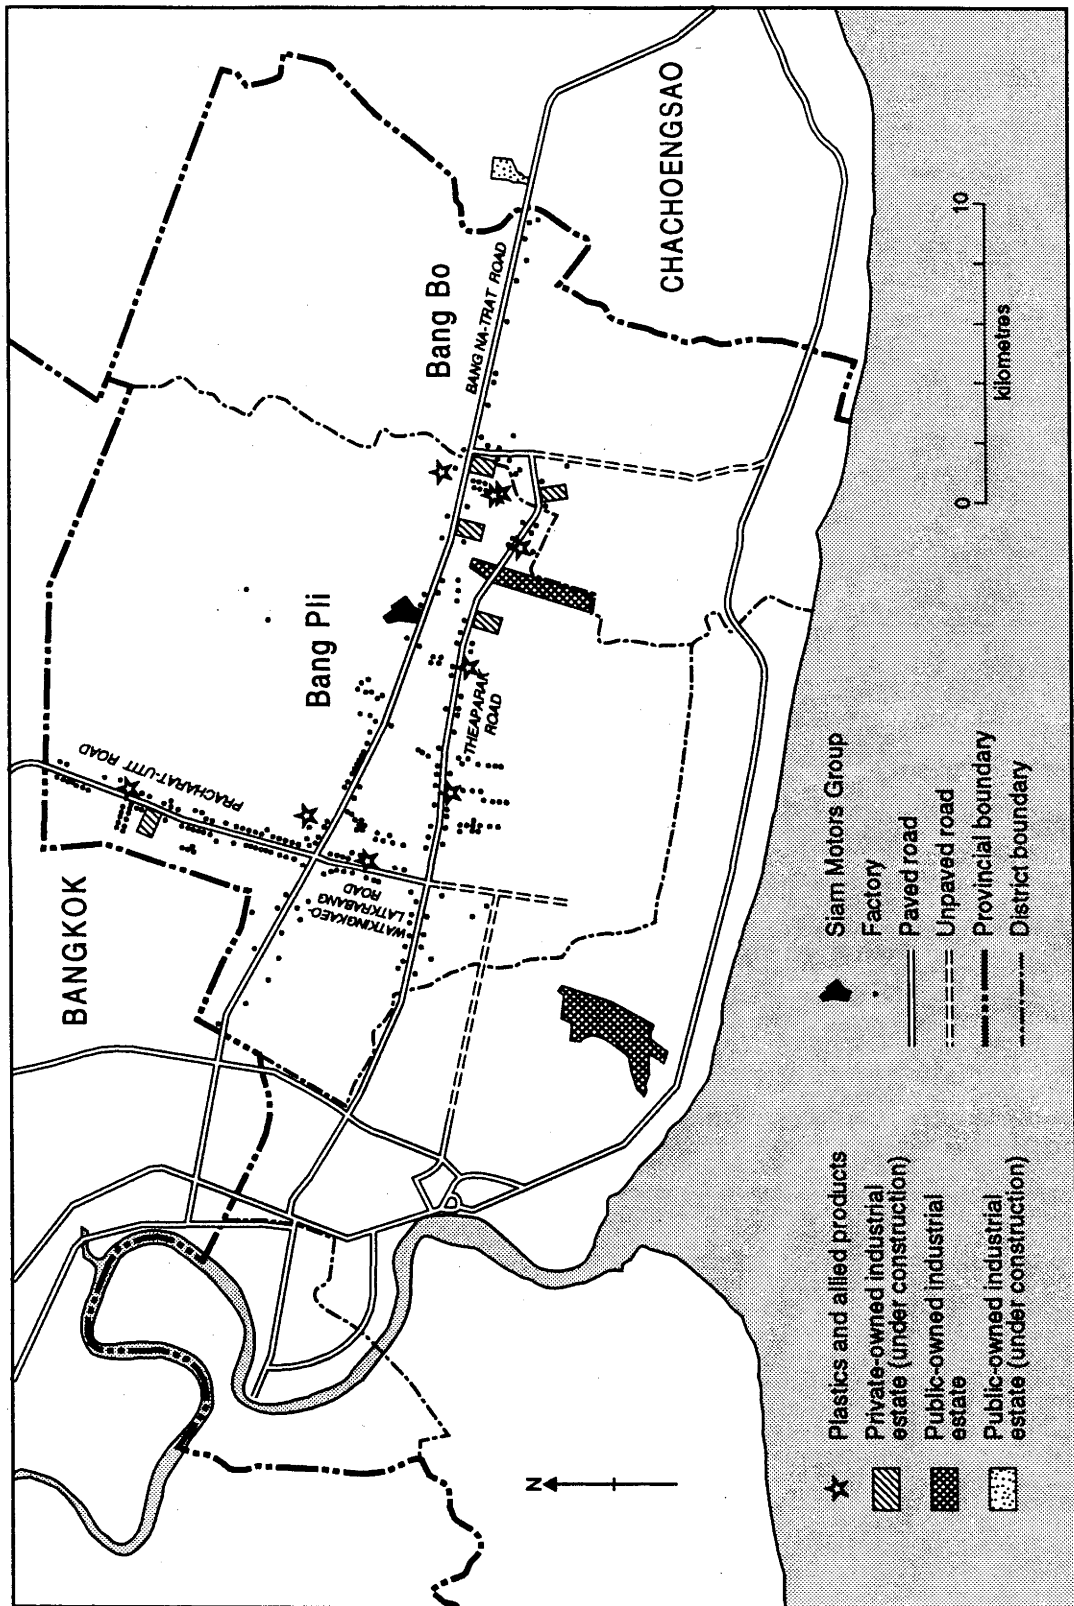 BANGKOK
PRACHARAT-UTIT ROAD
Bang Pli
Bang Bo
BANG NA-TRAT ROAD
WATKINGKAEO-
LATKRABANG
ROAD
THEAPARAK
ROAD
CHACHOENGSAO
N
0
10
kilometres
Plastics and allied products
Private-owned industrial
estate (under construction)
Public-owned industrial
estate
Public-owned industrial
estate (under construction)
Siam Motors Group
Factory
Paved road
Unpaved road
Provincial boundary
District boundary